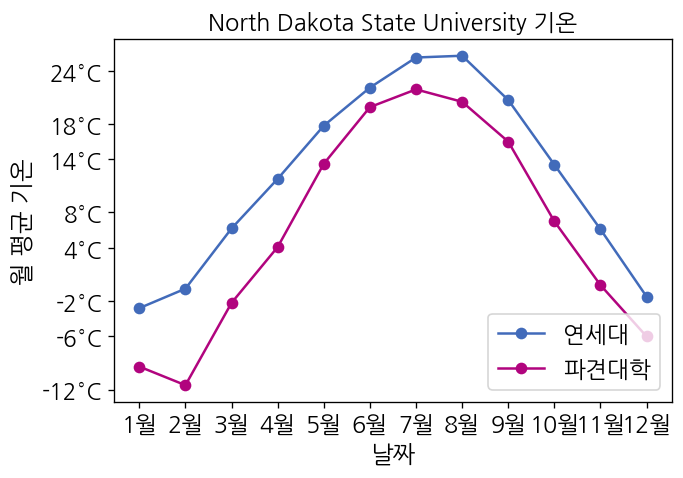 North Dakota State University 기온
월 평균 기온
24°C
18°C
14°C
8°C
4°C
-2°C
-6°C
-12°C
연세대
파견대학
1월 2월 3월 4월 5월 6월 7월 8월 9월 10월 11월 12월
날짜